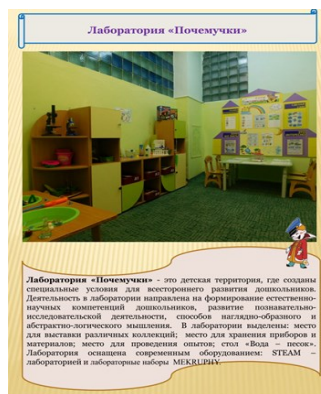 Лаборатория «Почемучки»
Лаборатория «Почемучки» - это детская территория, где созданы
специальные условия для всестороннего развития дошкольников.
Деятельность в лаборатории направлена на формирование естественно-
научных компетенций дошкольников, развитие познавательно-
исследовательской деятельности, способов наглядно-образного и
абстрактно-логического мышления. В лаборатории выделены: место
для выставки различных коллекций; место для хранения приборов и
материалов; место для проведения опытов; стол «Вода – песок».
Лаборатория оснащена современным оборудованием: STEAM –
лабораторией и лабораторные наборы MEKRUPHY.